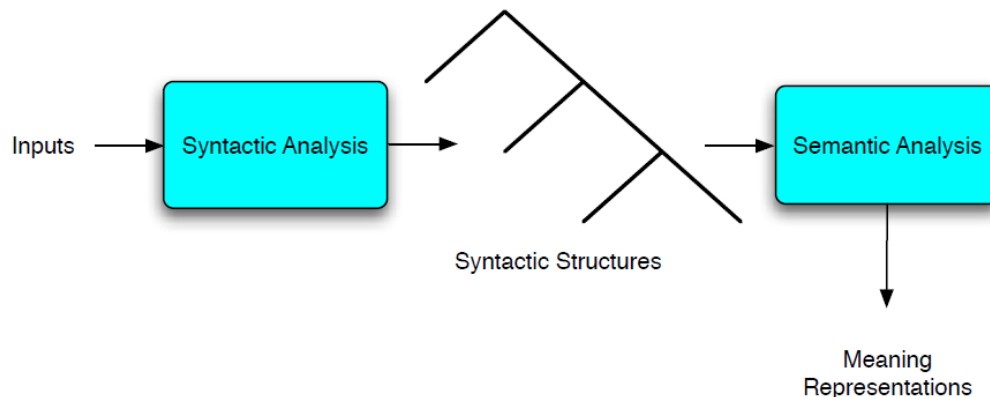 Inputs
Syntactic Analysis
Semantic Analysis
Syntactic Structures
Meaning
Representations